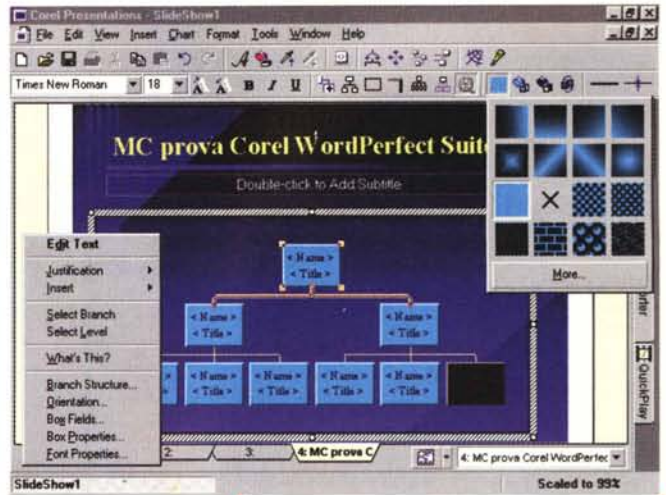 Corel Presentations - SlideShow1
File Edit View Insert Chart Format Tools Window Help
Times New Roman 18 B I U
MC prova Corel WordPerfect Suite
Double-click to Add Subtitle
More...
Edit Text
Justification
Insert
Select Branch
Select Level
What's This?
Branch Structure...
Orientation...
Box Fields...
Box Properties...
Font Properties...
< Name >
< Title >
< Name >
< Title >
< Name >
< Title >
< Name >
< Title >
< Name >
< Title >
< Name >
< Title >
< Name >
< Title >
QuickPlay
2: 3: 4: MC prova C 4: MC prova Corel WordPerfec
SlideShow1 Scaled to 99%